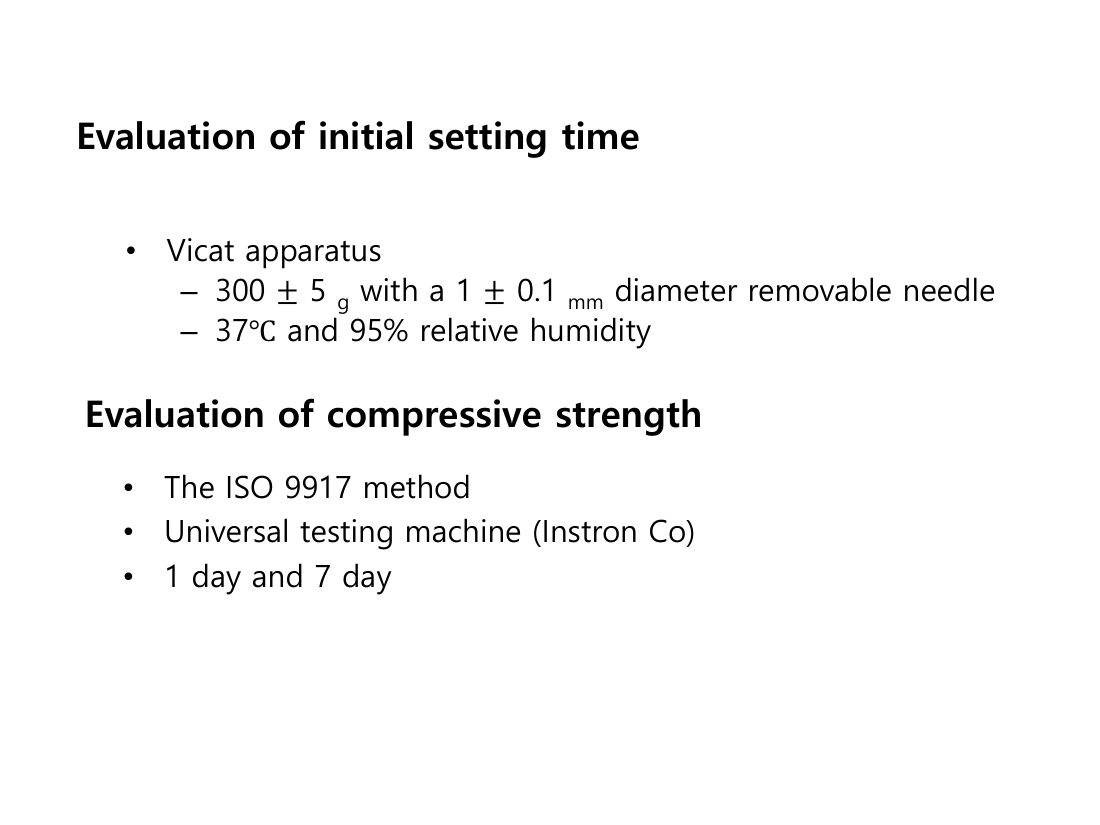 Evaluation of initial setting time
• Vicat apparatus
– 300 ± 5 g with a 1 ± 0.1 mm diameter removable needle
– 37℃ and 95% relative humidity
Evaluation of compressive strength
• The ISO 9917 method
• Universal testing machine (Instron Co)
• 1 day and 7 day